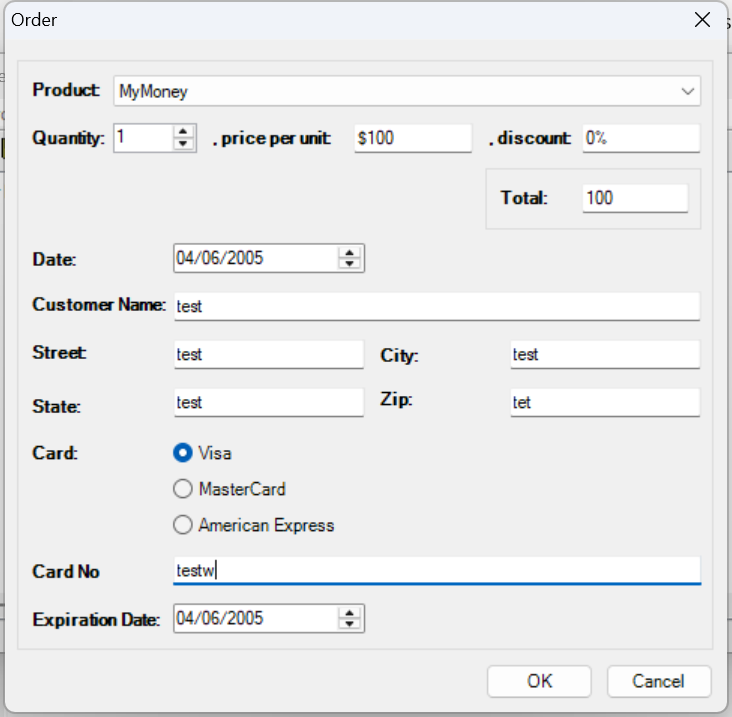 Order
Product: MyMoney
Quantity: 1 , price per unit: $100 , discount: 0%
Total: 100
Date: 04/06/2005
Customer Name: test
Street: test City: test
State: test Zip: tet
Card: Visa
MasterCard
American Express
Card No testw
Expiration Date: 04/06/2005
OK Cancel